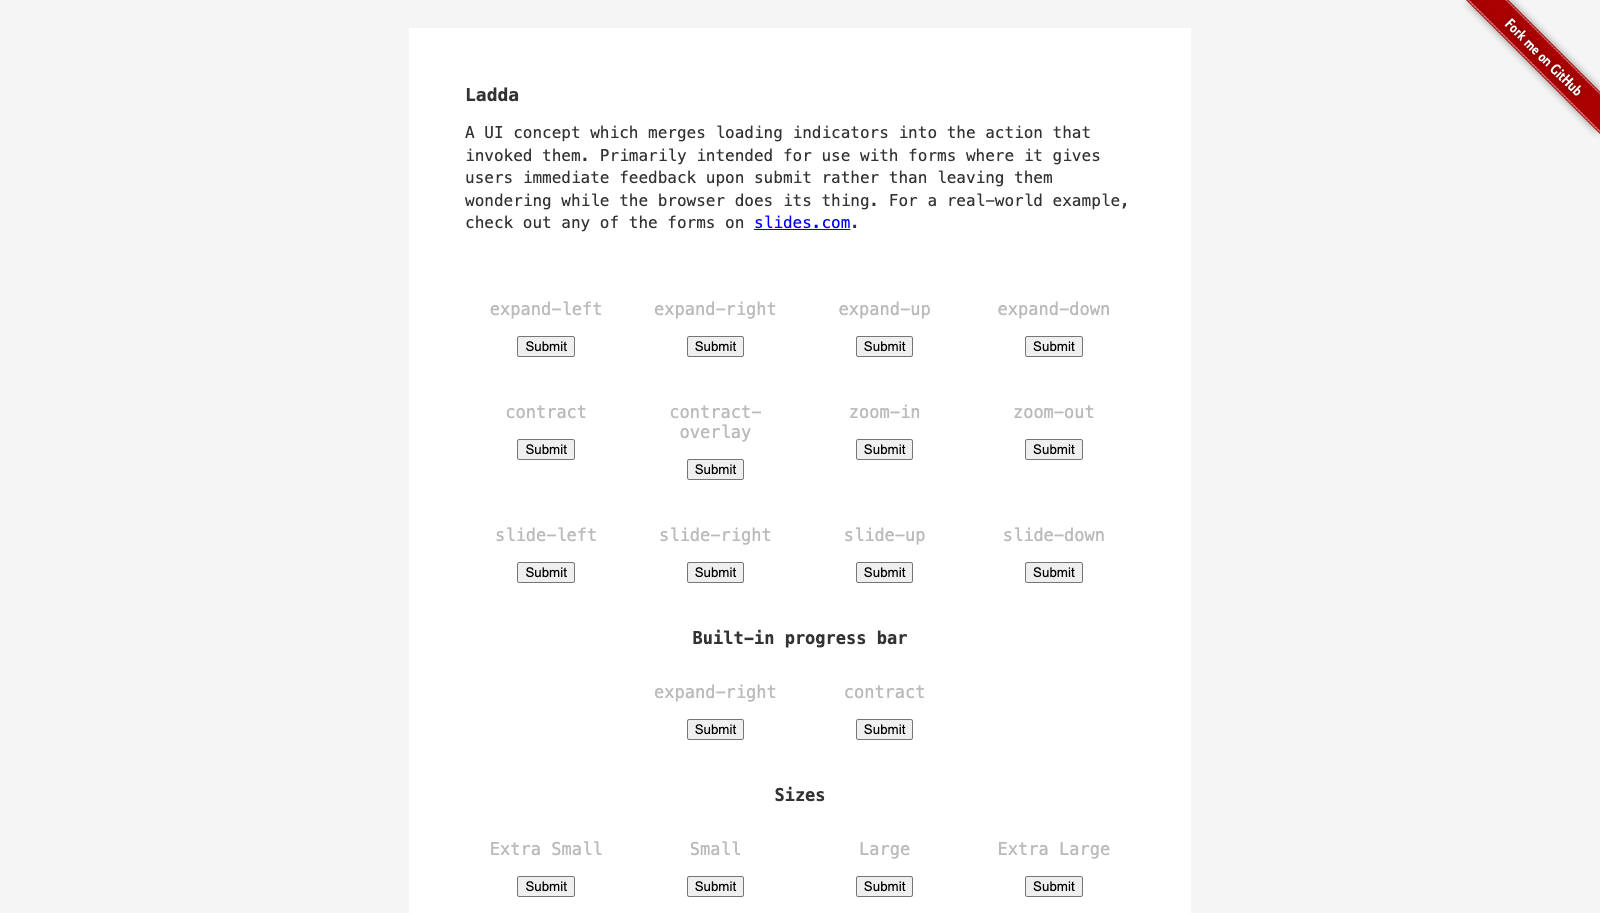 Fork me on GitHub
Ladda
A UI concept which merges loading indicators into the action that
invoked them. Primarily intended for use with forms where it gives
users immediate feedback upon submit rather than leaving them
wondering while the browser does its thing. For a real-world example,
check out any of the forms on slides.com.
expand-left expand-right expand-up expand-down
Submit Submit Submit Submit
contract contract- zoom-in zoom-out
overlay
Submit Submit Submit Submit
slide-left slide-right slide-up slide-down
Submit Submit Submit Submit
Built-in progress bar
expand-right contract
Submit Submit
Sizes
Extra Small Small Large Extra Large
Submit Submit Submit Submit